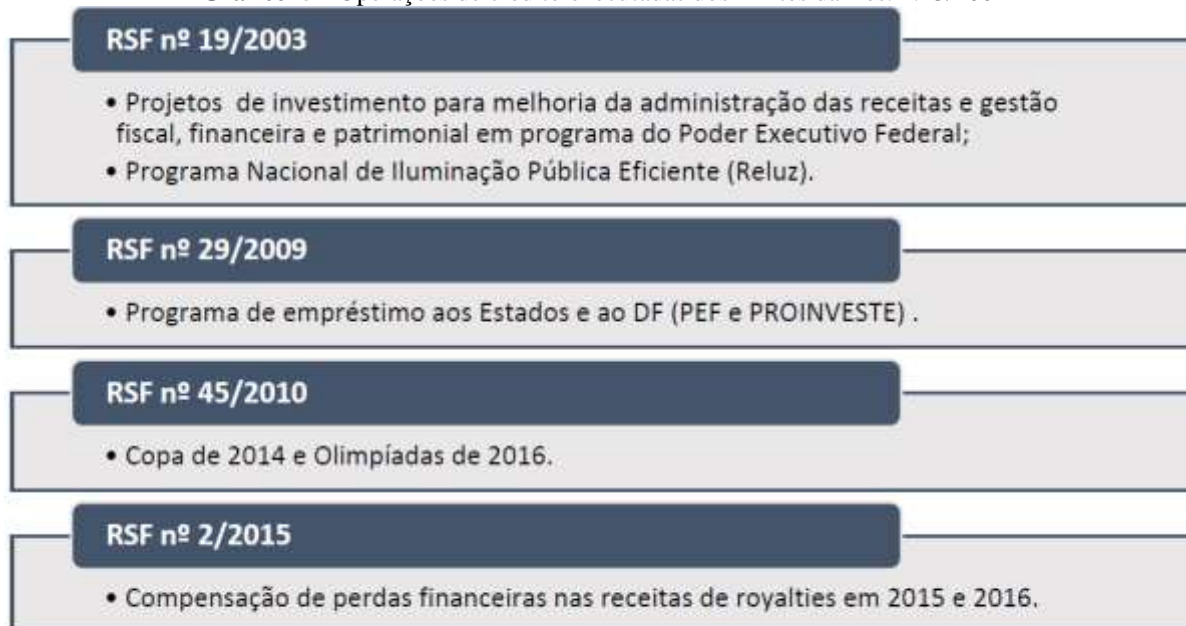 RSF nº 19/2003
• Projetos de investimento para melhoria da administração das receitas e gestão
fiscal, financeira e patrimonial em programa do Poder Executivo Federal;
• Programa Nacional de Iluminação Pública Eficiente (Reluz).
RSF nº 29/2009
• Programa de empréstimo aos Estados e ao DF (PEF e PROINVESTE) .
RSF nº 45/2010
• Copa de 2014 e Olimpíadas de 2016.
RSF nº 2/2015
• Compensação de perdas financeiras nas receitas de royalties em 2015 e 2016.